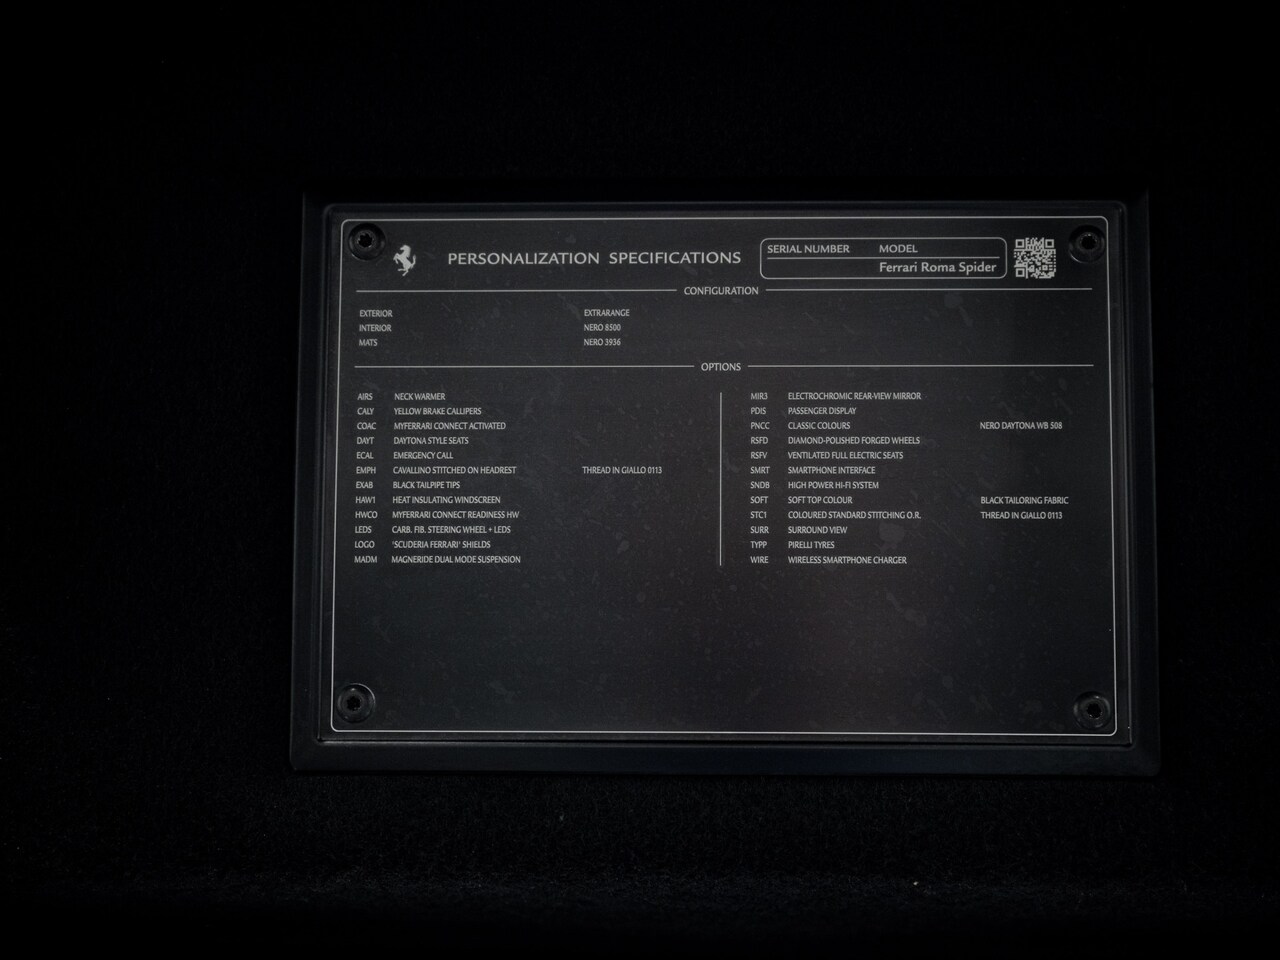 PERSONALIZATION SPECIFICATIONS
SERIAL NUMBER MODEL
Ferrari Roma Spider
CONFIGURATION
EXTERIOR EXTRARANGE
INTERIOR NERO 8500
MATS NERO 3936
OPTIONS
AIRS NECK WARMER
CALY YELLOW BRAKE CALLIPERS
COAC MYFERRARI CONNECT ACTIVATED
DAYT DAYTONA STYLE SEATS
ECAL EMERGENCY CALL
EMPH CAVALLINO STITCHED ON HEADREST THREAD IN GIALLO 0113
EXAB BLACK TAILPIPE TIPS
HAW1 HEAT INSULATING WINDSCREEN
HWCO MYFERRARI CONNECT READINESS HW
LEDS CARB. FIB. STEERING WHEEL + LEDS
LOGO 'SCUDERIA FERRARI' SHIELDS
MADM MAGNERIDE DUAL MODE SUSPENSION
MIR3 ELECTROCHROMIC REAR-VIEW MIRROR
PDIS PASSENGER DISPLAY
PNCC CLASSIC COLOURS NERO DAYTONA WB 508
RSFD DIAMOND-POLISHED FORGED WHEELS
RSFV VENTILATED FULL ELECTRIC SEATS
SMRT SMARTPHONE INTERFACE
SNDB HIGH POWER HI-FI SYSTEM
SOFT SOFT TOP COLOUR BLACK TAILORING FABRIC
STC1 COLOURED STANDARD STITCHING O.R. THREAD IN GIALLO 0113
SURR SURROUND VIEW
TYPP PIRELLI TYRES
WIRE WIRELESS SMARTPHONE CHARGER